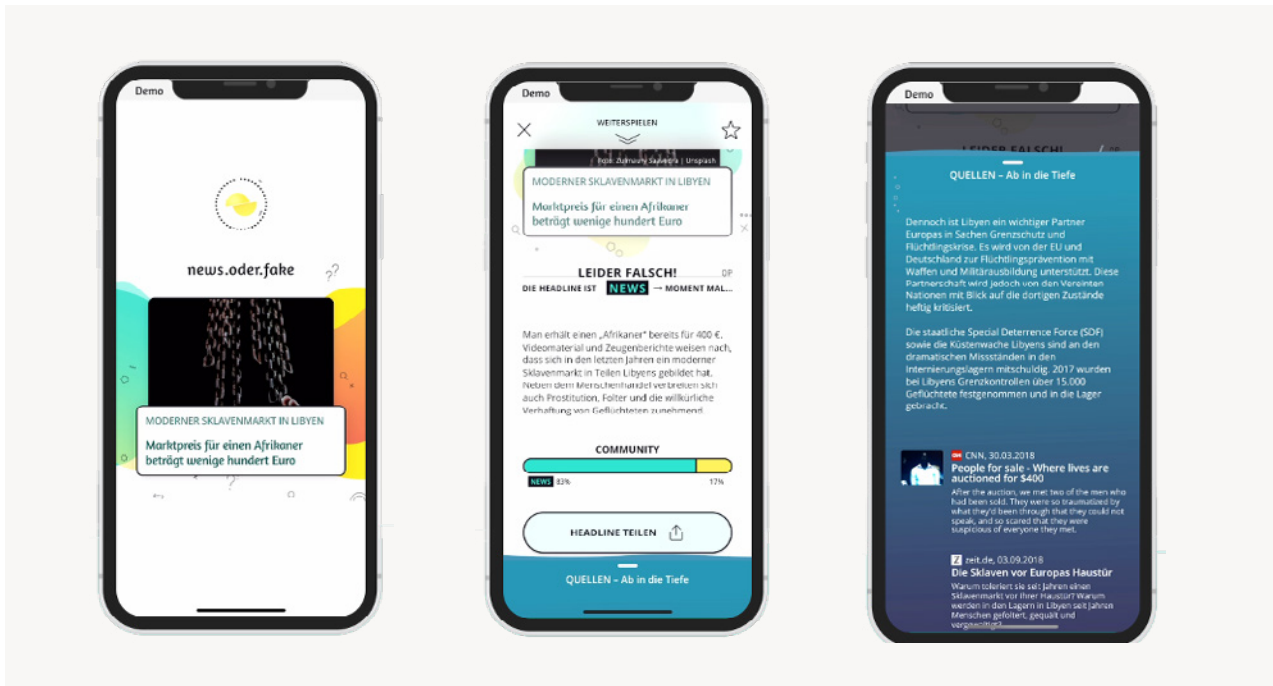 Demo
news.oder.fake
??
MODERNER SKLAVENMARKT IN LIBYEN
Marktpreis für einen Afrikaner
beträgt wenige hundert Euro
?
Demo
WEITERSPIELEN
Foto: Zulmaury Saavedra | Unsplash
MODERNER SKLAVENMARKT IN LIBYEN
Marktpreis für einen Afrikaner
beträgt wenige hundert Euro
LEIDER FALSCH!
0P
DIE HEADLINE IST NEWS → MOMENT MAL...
Man erhält einen „Afrikaner“ bereits für 400 €.
Videomaterial und Zeugenberichte weisen nach,
dass sich in den letzten Jahren ein moderner
Sklavenmarkt in Teilen Libyens gebildet hat.
Neben dem Menschenhandel verbreiten sich
auch Prostitution, Folter und die willkürliche
Verhaftung von Geflüchteten zunehmend
COMMUNITY
NEWS 83% 17%
HEADLINE TEILEN
QUELLEN – Ab in die Tiefe
Demo
LEIDER FALSCH!
QUELLEN – Ab in die Tiefe
Dennoch ist Libyen ein wichtiger Partner
Europas in Sachen Grenzschutz und
Flüchtlingskrise. Es wird von der EU und
Deutschland zur Flüchtlingsprävention mit
Waffen und Militärausbildung unterstützt. Diese
Partnerschaft wird jedoch von den Vereinten
Nationen mit Blick auf die dortigen Zustände
heftig kritisiert.
Die staatliche Special Deterrence Force (SDF)
sowie die Küstenwache Libyens sind an den
dramatischen Missständen in den
Internierungslagern mitschuldig. 2017 wurden
bei Libyens Grenzkontrollen über 15.000
Geflüchtete festgenommen und in die Lager
gebracht.
CNN, 30.03.2018
People for sale - Where lives are
auctioned for $400
After the auction, we met two of the men who
had been sold. They were so traumatized by
what they'd been through that they could not
speak, and so scared that they were
suspicious of everyone they met.
Z zeit.de, 03.09.2018
Die Sklaven vor Europas Haustür
Warum toleriert sie seit Jahren einen
Sklavenmarkt vor ihrer Haustür? Warum
werden in den Lagern in Libyen seit Jahren
Menschen gefoltert, gequält und
vergewaltigt?